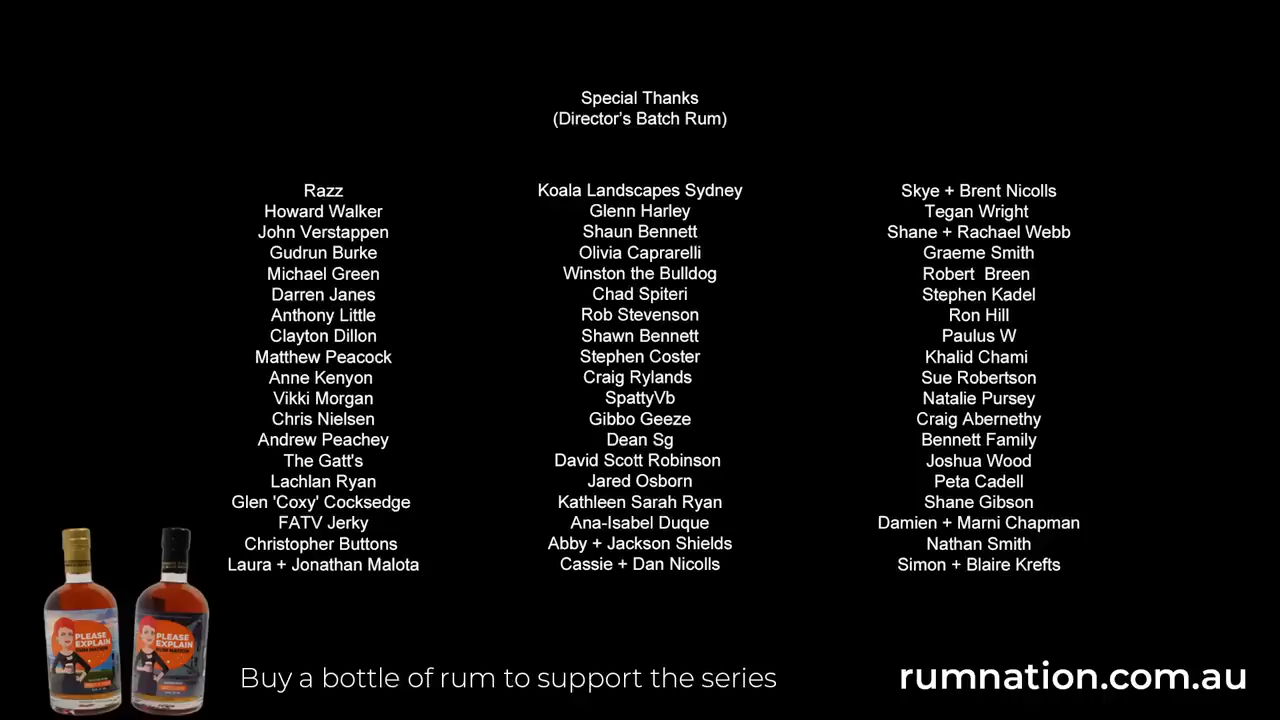 Special Thanks
(Director's Batch Rum)
Razz
Howard Walker
John Verstappen
Gudrun Burke
Michael Green
Darren Janes
Anthony Little
Clayton Dillon
Matthew Peacock
Anne Kenyon
Vikki Morgan
Chris Nielsen
Andrew Peachey
The Gatt's
Lachlan Ryan
Glen 'Coxy' Cocksedge
FATV Jerky
Christopher Buttons
Laura + Jonathan Malota
Koala Landscapes Sydney
Glenn Harley
Shaun Bennett
Olivia Caprarelli
Winston the Bulldog
Chad Spiteri
Rob Stevenson
Shawn Bennett
Stephen Coster
Craig Rylands
SpattyVb
Gibbo Geeze
Dean Sg
David Scott Robinson
Jared Osborn
Kathleen Sarah Ryan
Ana-Isabel Duque
Abby + Jackson Shields
Cassie + Dan Nicolls
Skye + Brent Nicolls
Tegan Wright
Shane + Rachael Webb
Graeme Smith
Robert  Breen
Stephen Kadel
Ron Hill
Paulus W
Khalid Chami
Sue Robertson
Natalie Pursey
Craig Abernethy
Bennett Family
Joshua Wood
Peta Cadell
Shane Gibson
Damien + Marni Chapman
Nathan Smith
Simon + Blaire Krefts
PLEASE
EXPLAIN
RUM NATION
PLEASE
EXPLAIN
RUM NATION
Buy a bottle of rum to support the series
rumnation.com.au